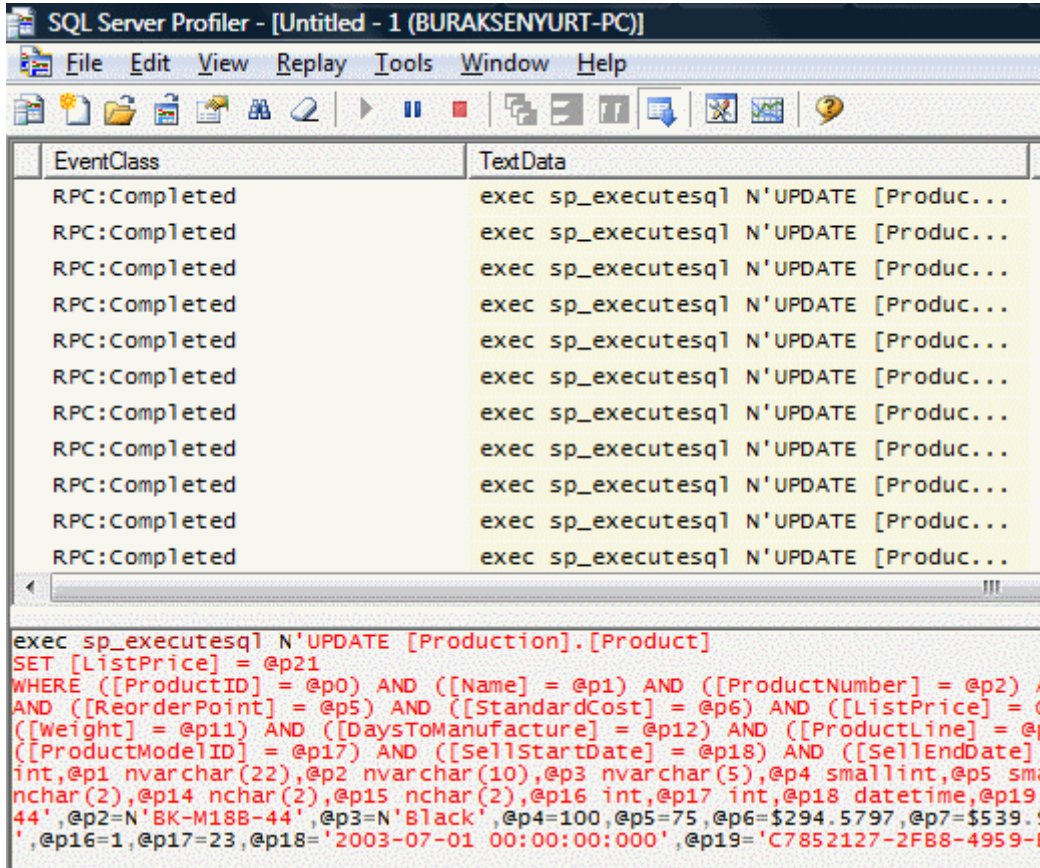 SQL Server Profiler - [Untitled - 1 (BURAKSENYURT-PC)]
File Edit View Replay Tools Window Help
EventClass TextData
RPC:Completed exec sp_executesql N'UPDATE [Produc...
RPC:Completed exec sp_executesql N'UPDATE [Produc...
RPC:Completed exec sp_executesql N'UPDATE [Produc...
RPC:Completed exec sp_executesql N'UPDATE [Produc...
RPC:Completed exec sp_executesql N'UPDATE [Produc...
RPC:Completed exec sp_executesql N'UPDATE [Produc...
RPC:Completed exec sp_executesql N'UPDATE [Produc...
RPC:Completed exec sp_executesql N'UPDATE [Produc...
RPC:Completed exec sp_executesql N'UPDATE [Produc...
RPC:Completed exec sp_executesql N'UPDATE [Produc...
RPC:Completed exec sp_executesql N'UPDATE [Produc...
exec sp_executesql N'UPDATE [Production].[Product]
SET [ListPrice] = @p21
WHERE ([ProductID] = @p0) AND ([Name] = @p1) AND ([ProductNumber] = @p2)
AND ([ReorderPoint] = @p5) AND ([StandardCost] = @p6) AND ([ListPrice] =
([Weight] = @p11) AND ([DaysToManufacture] = @p12) AND ([ProductLine] =
([ProductModelID] = @p17) AND ([SellStartDate] = @p18) AND ([SellEndDate]
int,@p1 nvarchar(22),@p2 nvarchar(10),@p3 nvarchar(5),@p4 smallint,@p5
nchar(2),@p14 nchar(2),@p15 nchar(2),@p16 int,@p17 int,@p18 datetime,@p19
44',@p2=N'BK-M18B-44',@p3=N'Black',@p4=100,@p5=75,@p6=$294.5797,@p7=$539.
',@p16=1,@p17=23,@p18='2003-07-01 00:00:00:000',@p19='C7852127-2FB8-4959-